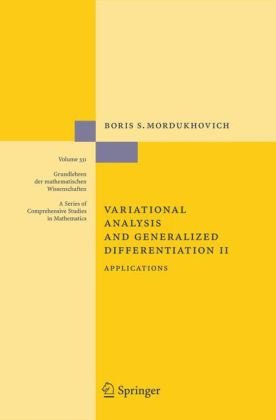 BORIS S. MORDUKHOVICH
Volume 331
Grundlehren
der mathematischen
Wissenschaften
A Series of
Comprehensive Studies
in Mathematics
VARIATIONAL
ANALYSIS
AND GENERALIZED
DIFFERENTIATION II
APPLICATIONS
Springer